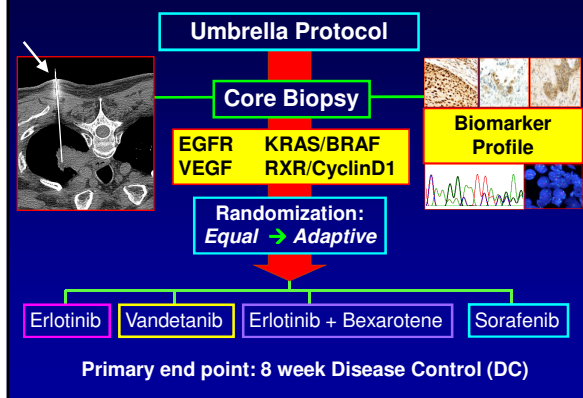 Umbrella Protocol
Core Biopsy
EGFR KRAS/BRAF
VEGF RXR/CyclinD1
Biomarker
Profile
Randomization:
Equal → Adaptive
Erlotinib Vandetanib Erlotinib + Bexarotene Sorafenib
Primary end point: 8 week Disease Control (DC)